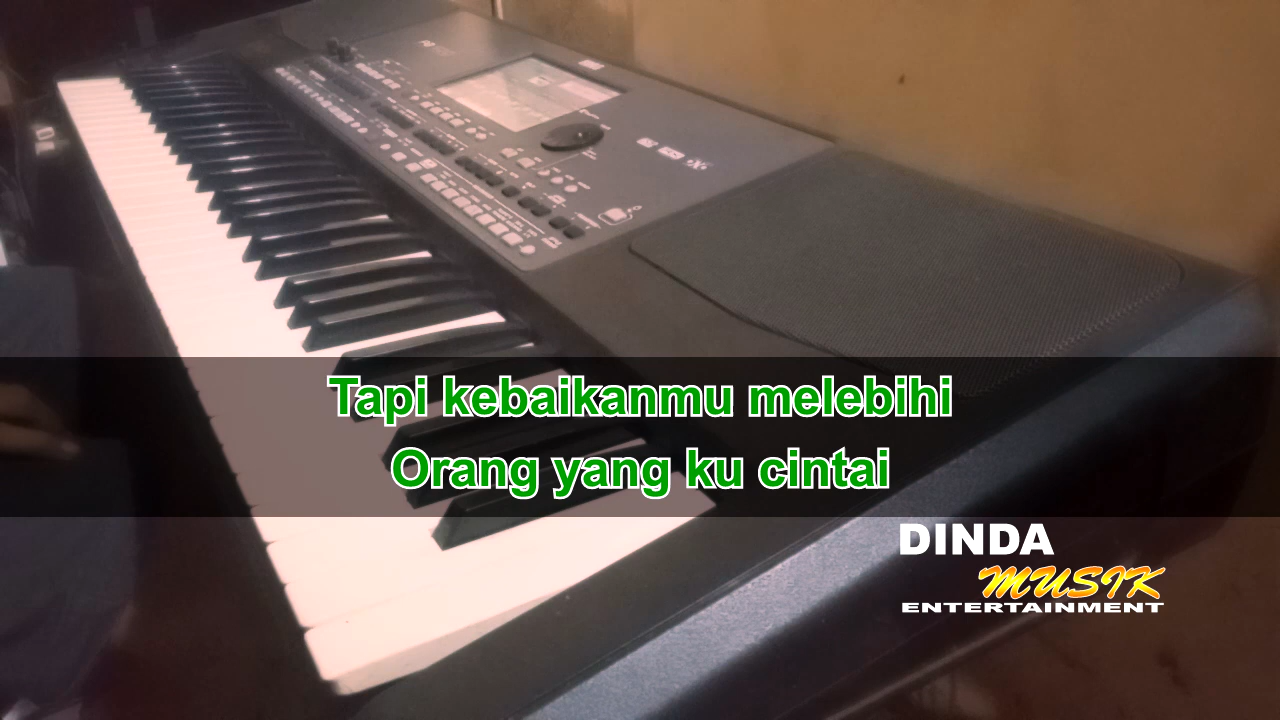 Tapi kebaikanmu melebihi
Orang yang ku cintai
DINDA
MUSIK
ENTERTAINMENT